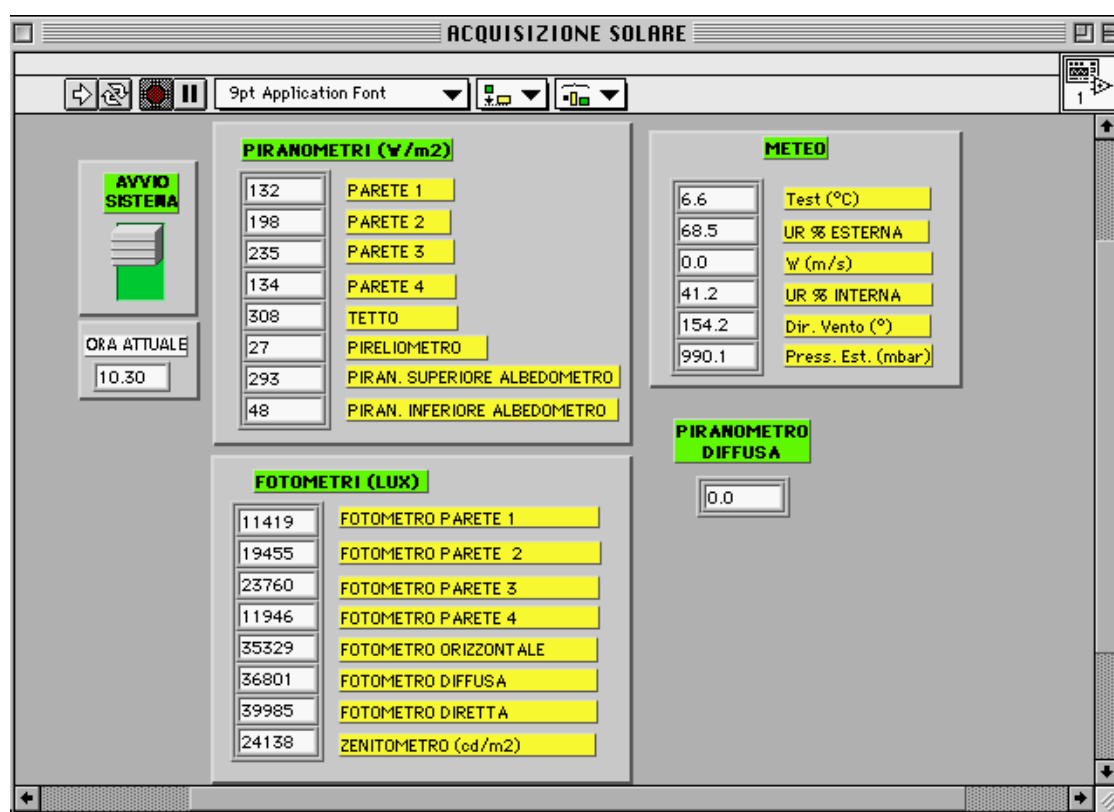 ACQUISIZIONE SOLARE
9pt Application Font
1
AVVIO
SISTEMA
ORA ATTUALE
10.30
PIRANOMETRI (W/m2)
132 PARETE 1
198 PARETE 2
235 PARETE 3
134 PARETE 4
308 TETTO
27 PIRELIOMETRO
293 PIRAN. SUPERIORE ALBEDOMETRO
48 PIRAN. INFERIORE ALBEDOMETRO
METEO
6.6 Test (°C)
68.5 UR % ESTERNA
0.0 W (m/s)
41.2 UR % INTERNA
154.2 Dir. Vento (°)
990.1 Press. Est. (mbar)
PIRANOMETRO
DIFFUSA
0.0
FOTOMETRI (LUX)
11419 FOTOMETRO PARETE 1
19455 FOTOMETRO PARETE 2
23760 FOTOMETRO PARETE 3
11946 FOTOMETRO PARETE 4
35329 FOTOMETRO ORIZZONTALE
36801 FOTOMETRO DIFFUSA
39985 FOTOMETRO DIRETTA
24138 ZENITOMETRO (cd/m2)